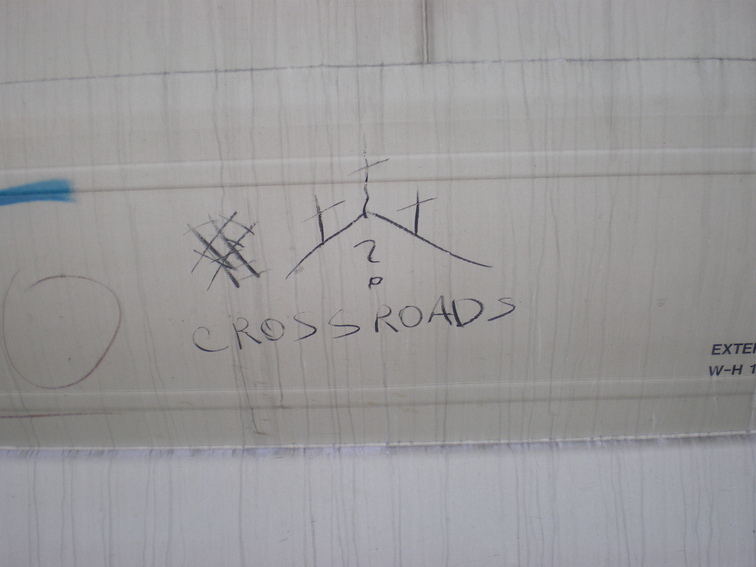 ?
CROSSROADS
EXTE
W-H 1